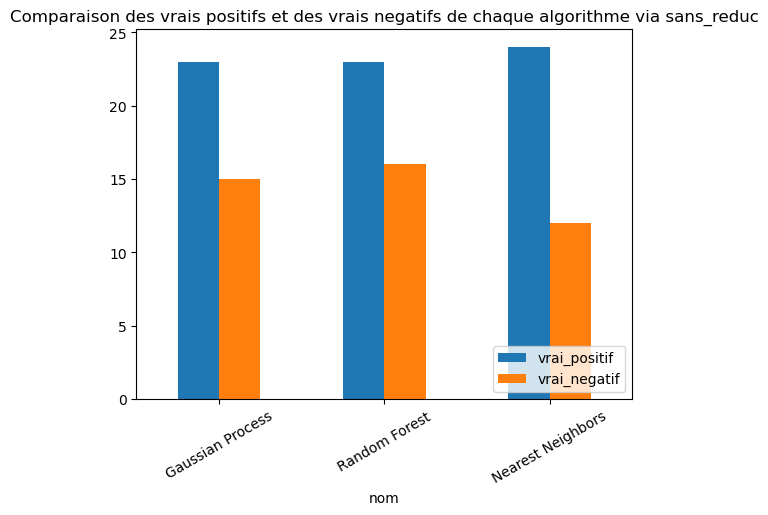 Comparaison des vrais positifs et des vrais negatifs de chaque algorithme via sans_reduc
25
20
15
10
5
0
vrai_positif
vrai_negatif
Gaussian Process
Random Forest
Nearest Neighbors
nom